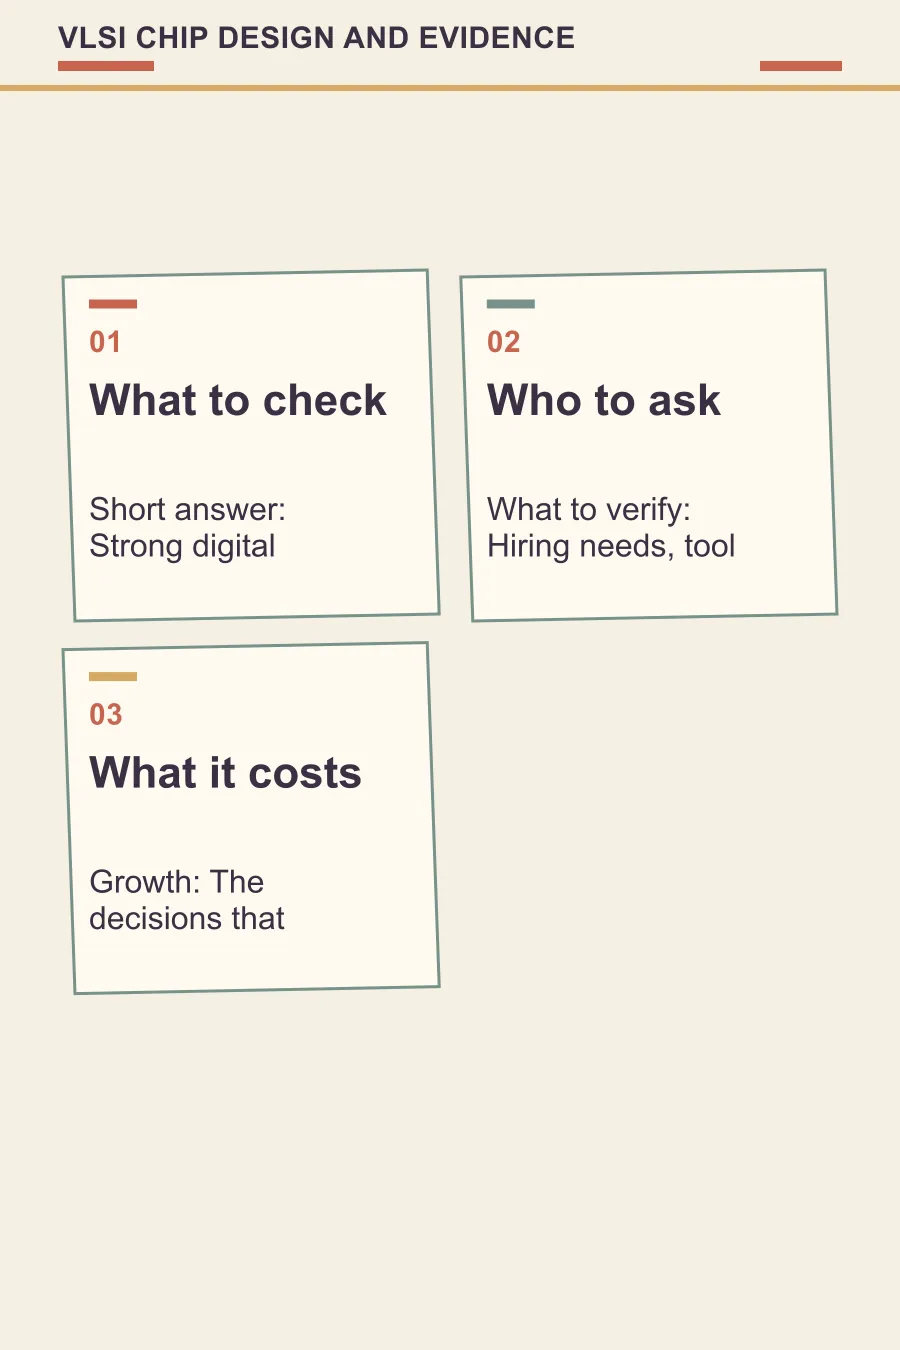 VLSI CHIP DESIGN AND EVIDENCE
01
What to check
Short answer:
Strong digital
02
Who to ask
What to verify:
Hiring needs, tool
03
What it costs
Growth: The
decisions that